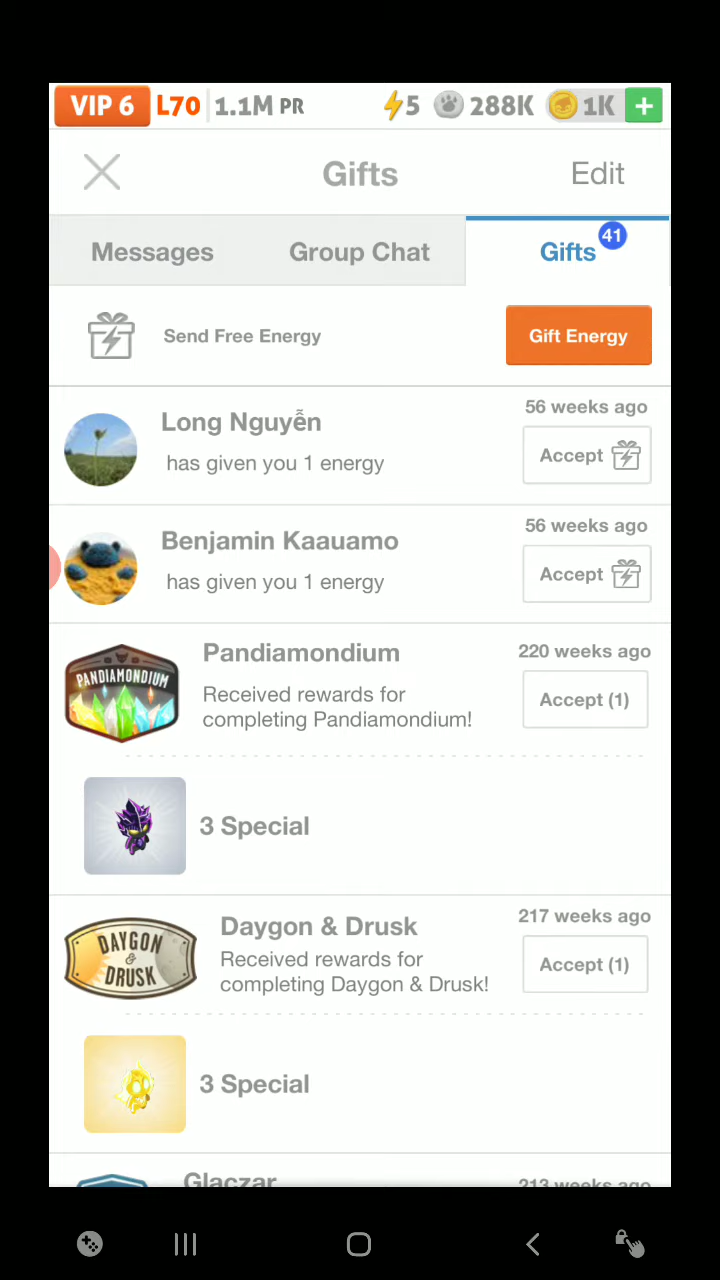 VIP 6 L70 1.1M PR 5 288K 1K +
Gifts Edit
Messages Group Chat Gifts 41
Send Free Energy Gift Energy
56 weeks ago
Long Nguyễn
has given you 1 energy Accept
56 weeks ago
Benjamin Kaauamo
has given you 1 energy Accept
PANDIAMONDIUM
Pandiamondium 220 weeks ago
Received rewards for
completing Pandiamondium! Accept (1)
3 Special
DAYGON
&
DRUSK
Daygon & Drusk 217 weeks ago
Received rewards for
completing Daygon & Drusk! Accept (1)
3 Special
Glaczar 213 weeks ago